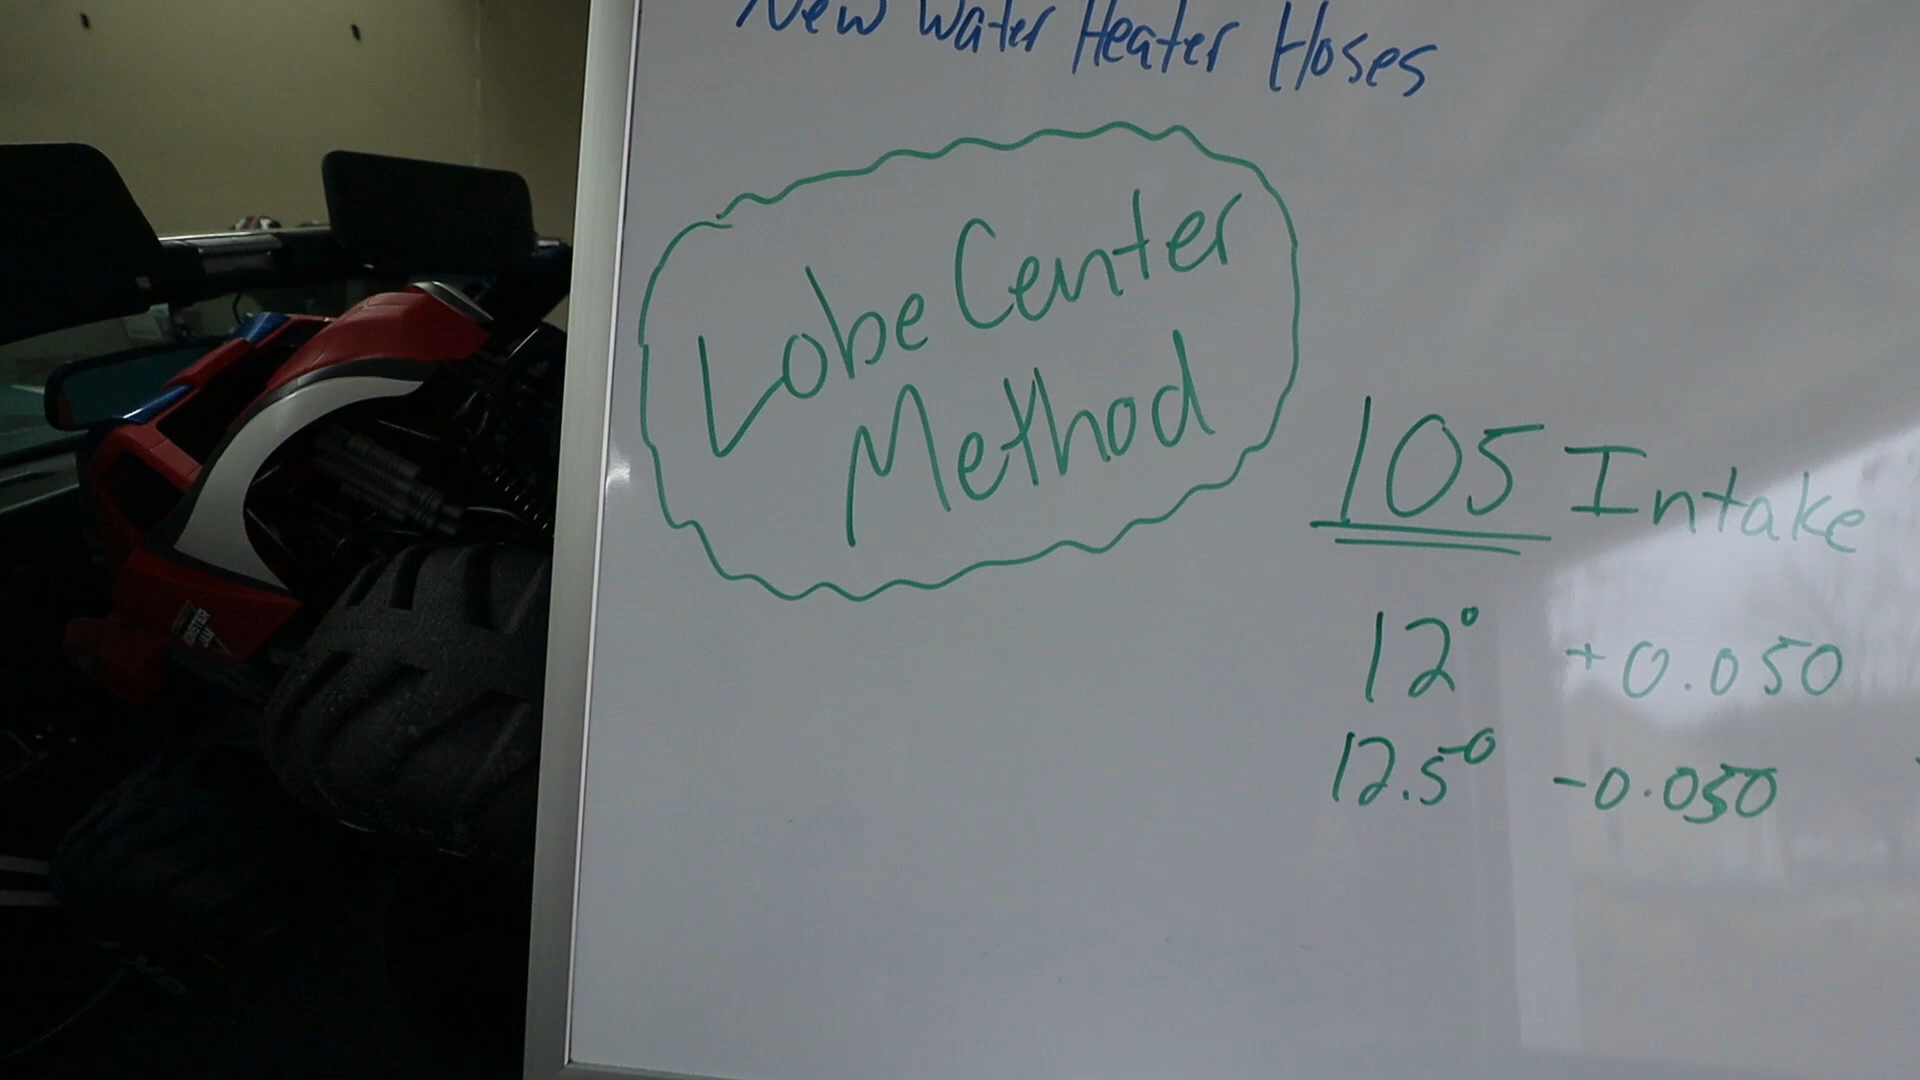 New Water Heater Hoses
Lobe Center
Method
105 Intake
12° +0.050
12.5° -0.050